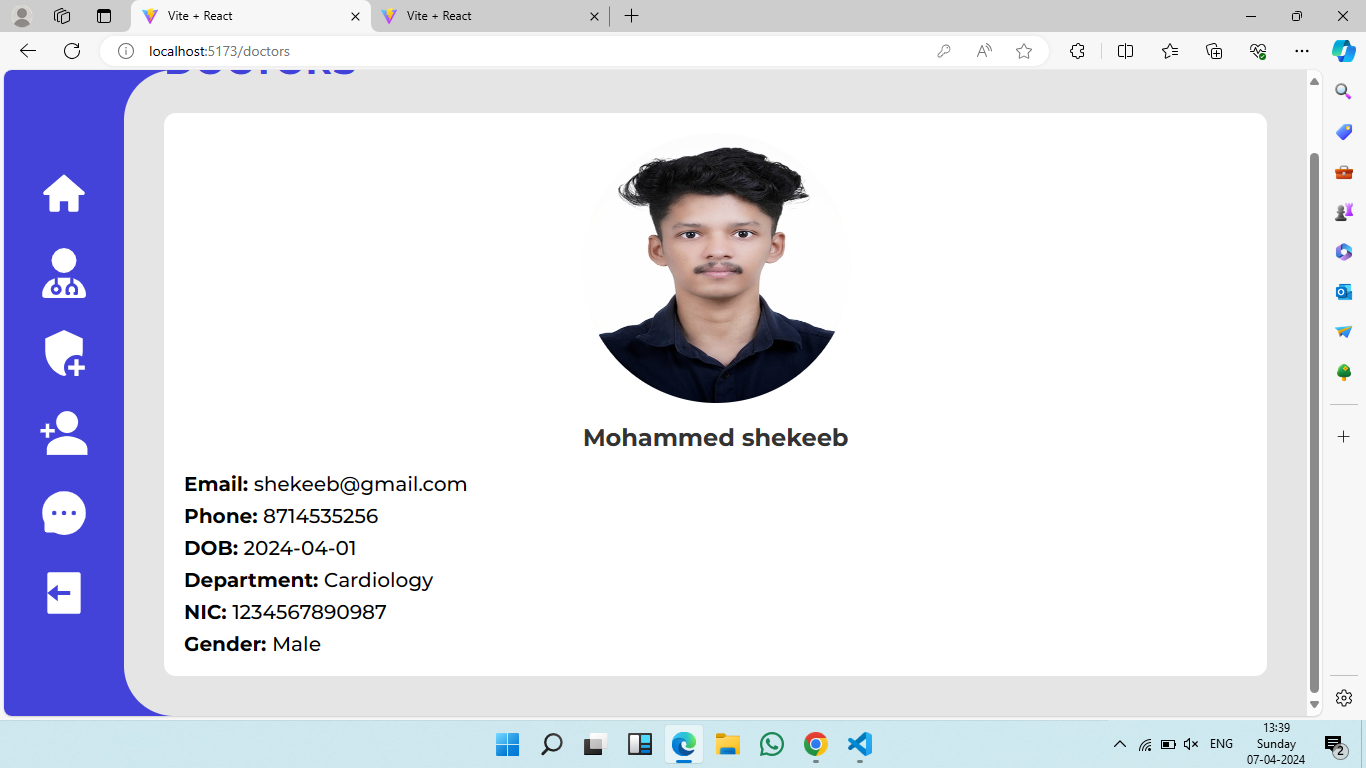 Vite + React
Vite + React
localhost:5173/doctors
DOCTORS
Mohammed shekeeb
Email: shekeeb@gmail.com
Phone: 8714535256
DOB: 2024-04-01
Department: Cardiology
NIC: 1234567890987
Gender: Male
ENG
13:39
Sunday
07-04-2024
2